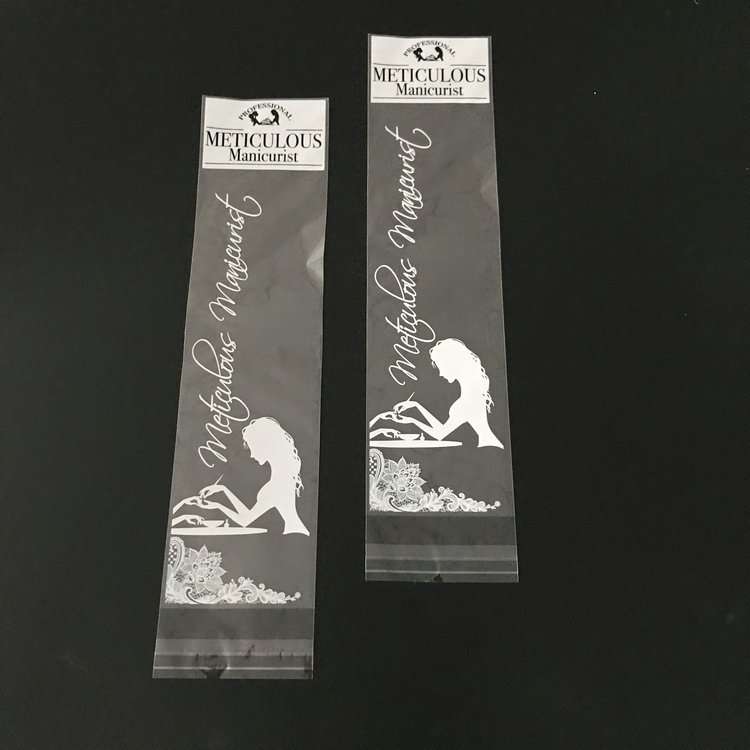 PROFESSIONAL
METICULOUS
Manicurist
Meticulous Manicurist
PROFESSIONAL
METICULOUS
Manicurist
Meticulous Manicurist